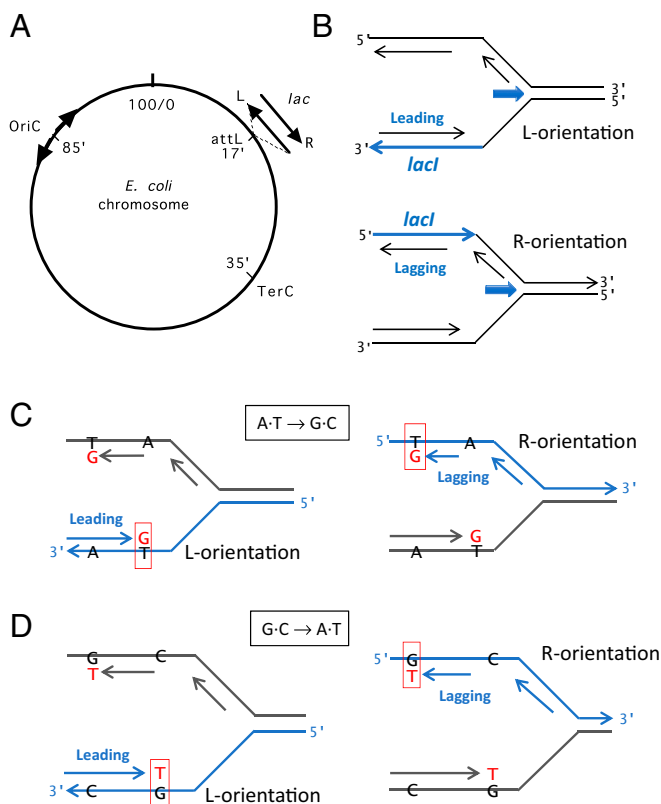 A
100/0
OriC
85'
L
lac
R
attL
17'
E. coli
chromosome
35'
TerC
B
5'
3'
5'
Leading
L-orientation
3'
lacI
lacI
5'
R-orientation
Lagging
3'
5'
3'
C
A·T → G·C
T A
G
Leading
5'
G
3'
A T
L-orientation
5'
T A
R-orientation
G
Lagging
3'
G
A T
D
G·C → A·T
G C
T
Leading
5'
T
3'
C G
L-orientation
5'
G C
R-orientation
T
Lagging
3'
T
C G